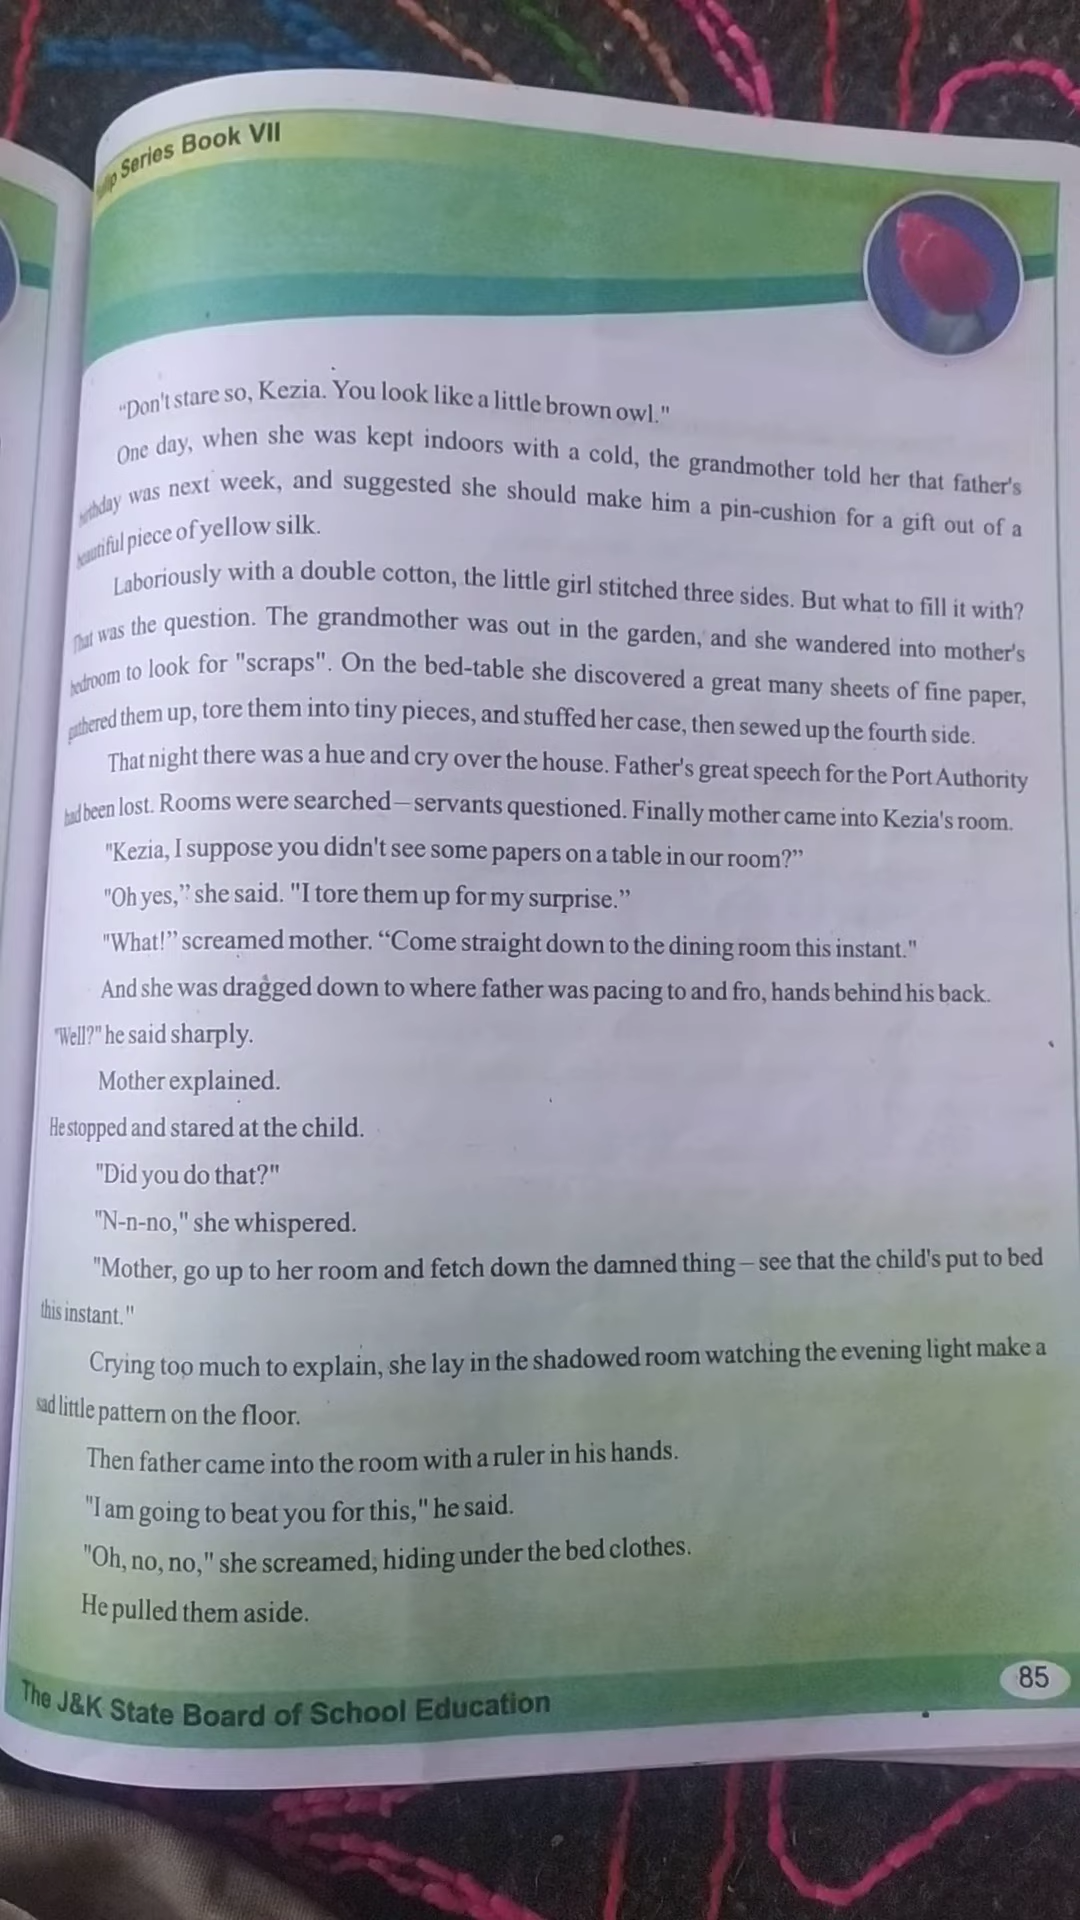 Tulip Series Book VII
"Don't stare so, Kezia. You look like a little brown owl."
One day, when she was kept indoors with a cold, the grandmother told her that father's
birthday was next week, and suggested she should make him a pin-cushion for a gift out of a
beautiful piece of yellow silk.
Laboriously with a double cotton, the little girl stitched three sides. But what to fill it with?
That was the question. The grandmother was out in the garden, and she wandered into mother's
bedroom to look for "scraps". On the bed-table she discovered a great many sheets of fine paper,
gathered them up, tore them into tiny pieces, and stuffed her case, then sewed up the fourth side.
That night there was a hue and cry over the house. Father's great speech for the Port Authority
had been lost. Rooms were searched—servants questioned. Finally mother came into Kezia's room.
"Kezia, I suppose you didn't see some papers on a table in our room?”
"Oh yes,” she said. "I tore them up for my surprise.”
"What!” screamed mother. “Come straight down to the dining room this instant."
And she was dragged down to where father was pacing to and fro, hands behind his back.
"Well?" he said sharply.
Mother explained.
He stopped and stared at the child.
"Did you do that?"
"N-n-no," she whispered.
"Mother, go up to her room and fetch down the damned thing—see that the child's put to bed
this instant."
Crying too much to explain, she lay in the shadowed room watching the evening light make a
sad little pattern on the floor.
Then father came into the room with a ruler in his hands.
"I am going to beat you for this," he said.
"Oh, no, no," she screamed, hiding under the bed clothes.
He pulled them aside.
The J&K State Board of School Education
85